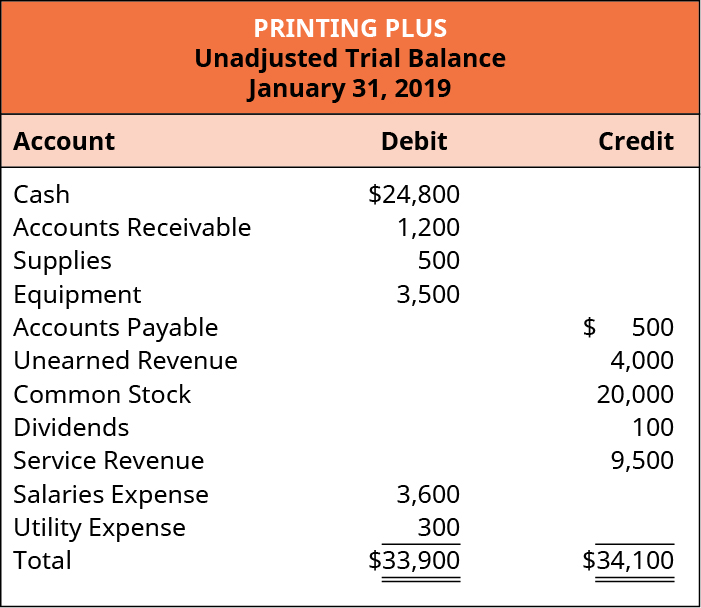 PRINTING PLUS
Unadjusted Trial Balance
January 31, 2019
Account Debit Credit
Cash $24,800
Accounts Receivable 1,200
Supplies 500
Equipment 3,500
Accounts Payable $ 500
Unearned Revenue 4,000
Common Stock 20,000
Dividends 100
Service Revenue 9,500
Salaries Expense 3,600
Utility Expense 300
Total $33,900 $34,100